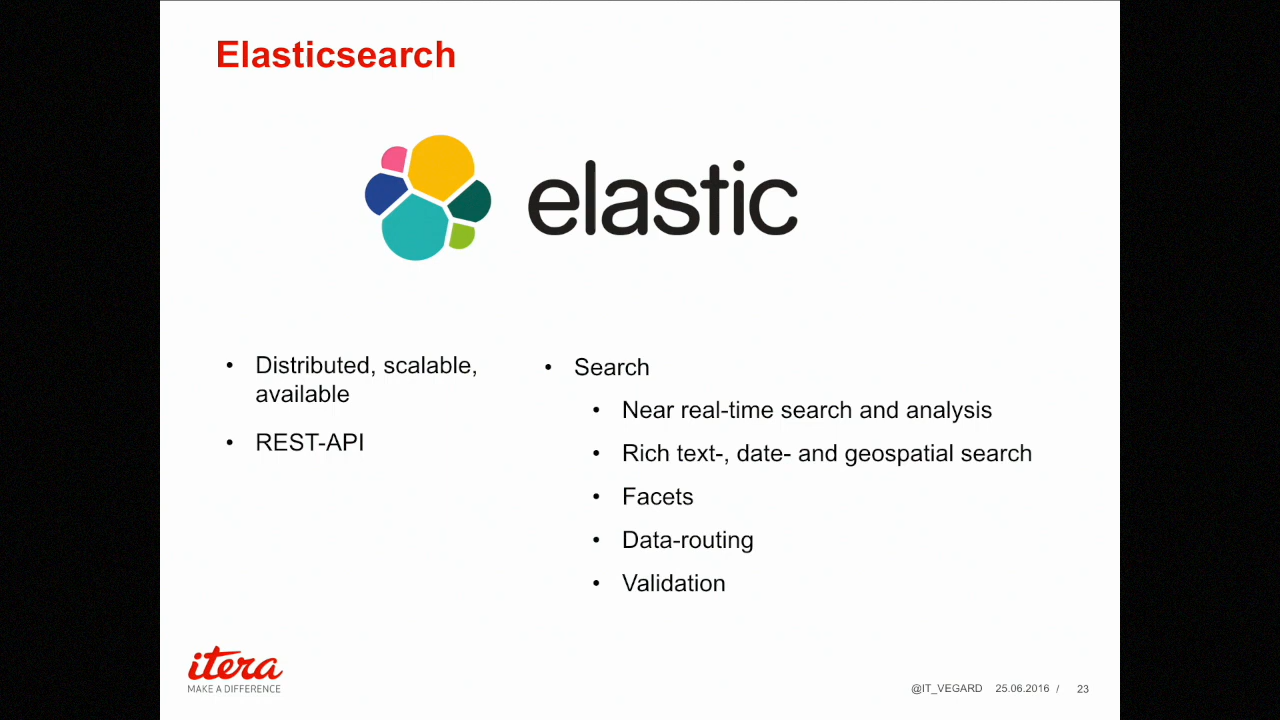 Elasticsearch
elastic
• Distributed, scalable,
available
• REST-API
• Search
• Near real-time search and analysis
• Rich text-, date- and geospatial search
• Facets
• Data-routing
• Validation
itera
MAKE A DIFFERENCE
@IT_VEGARD 25.06.2016 / 23